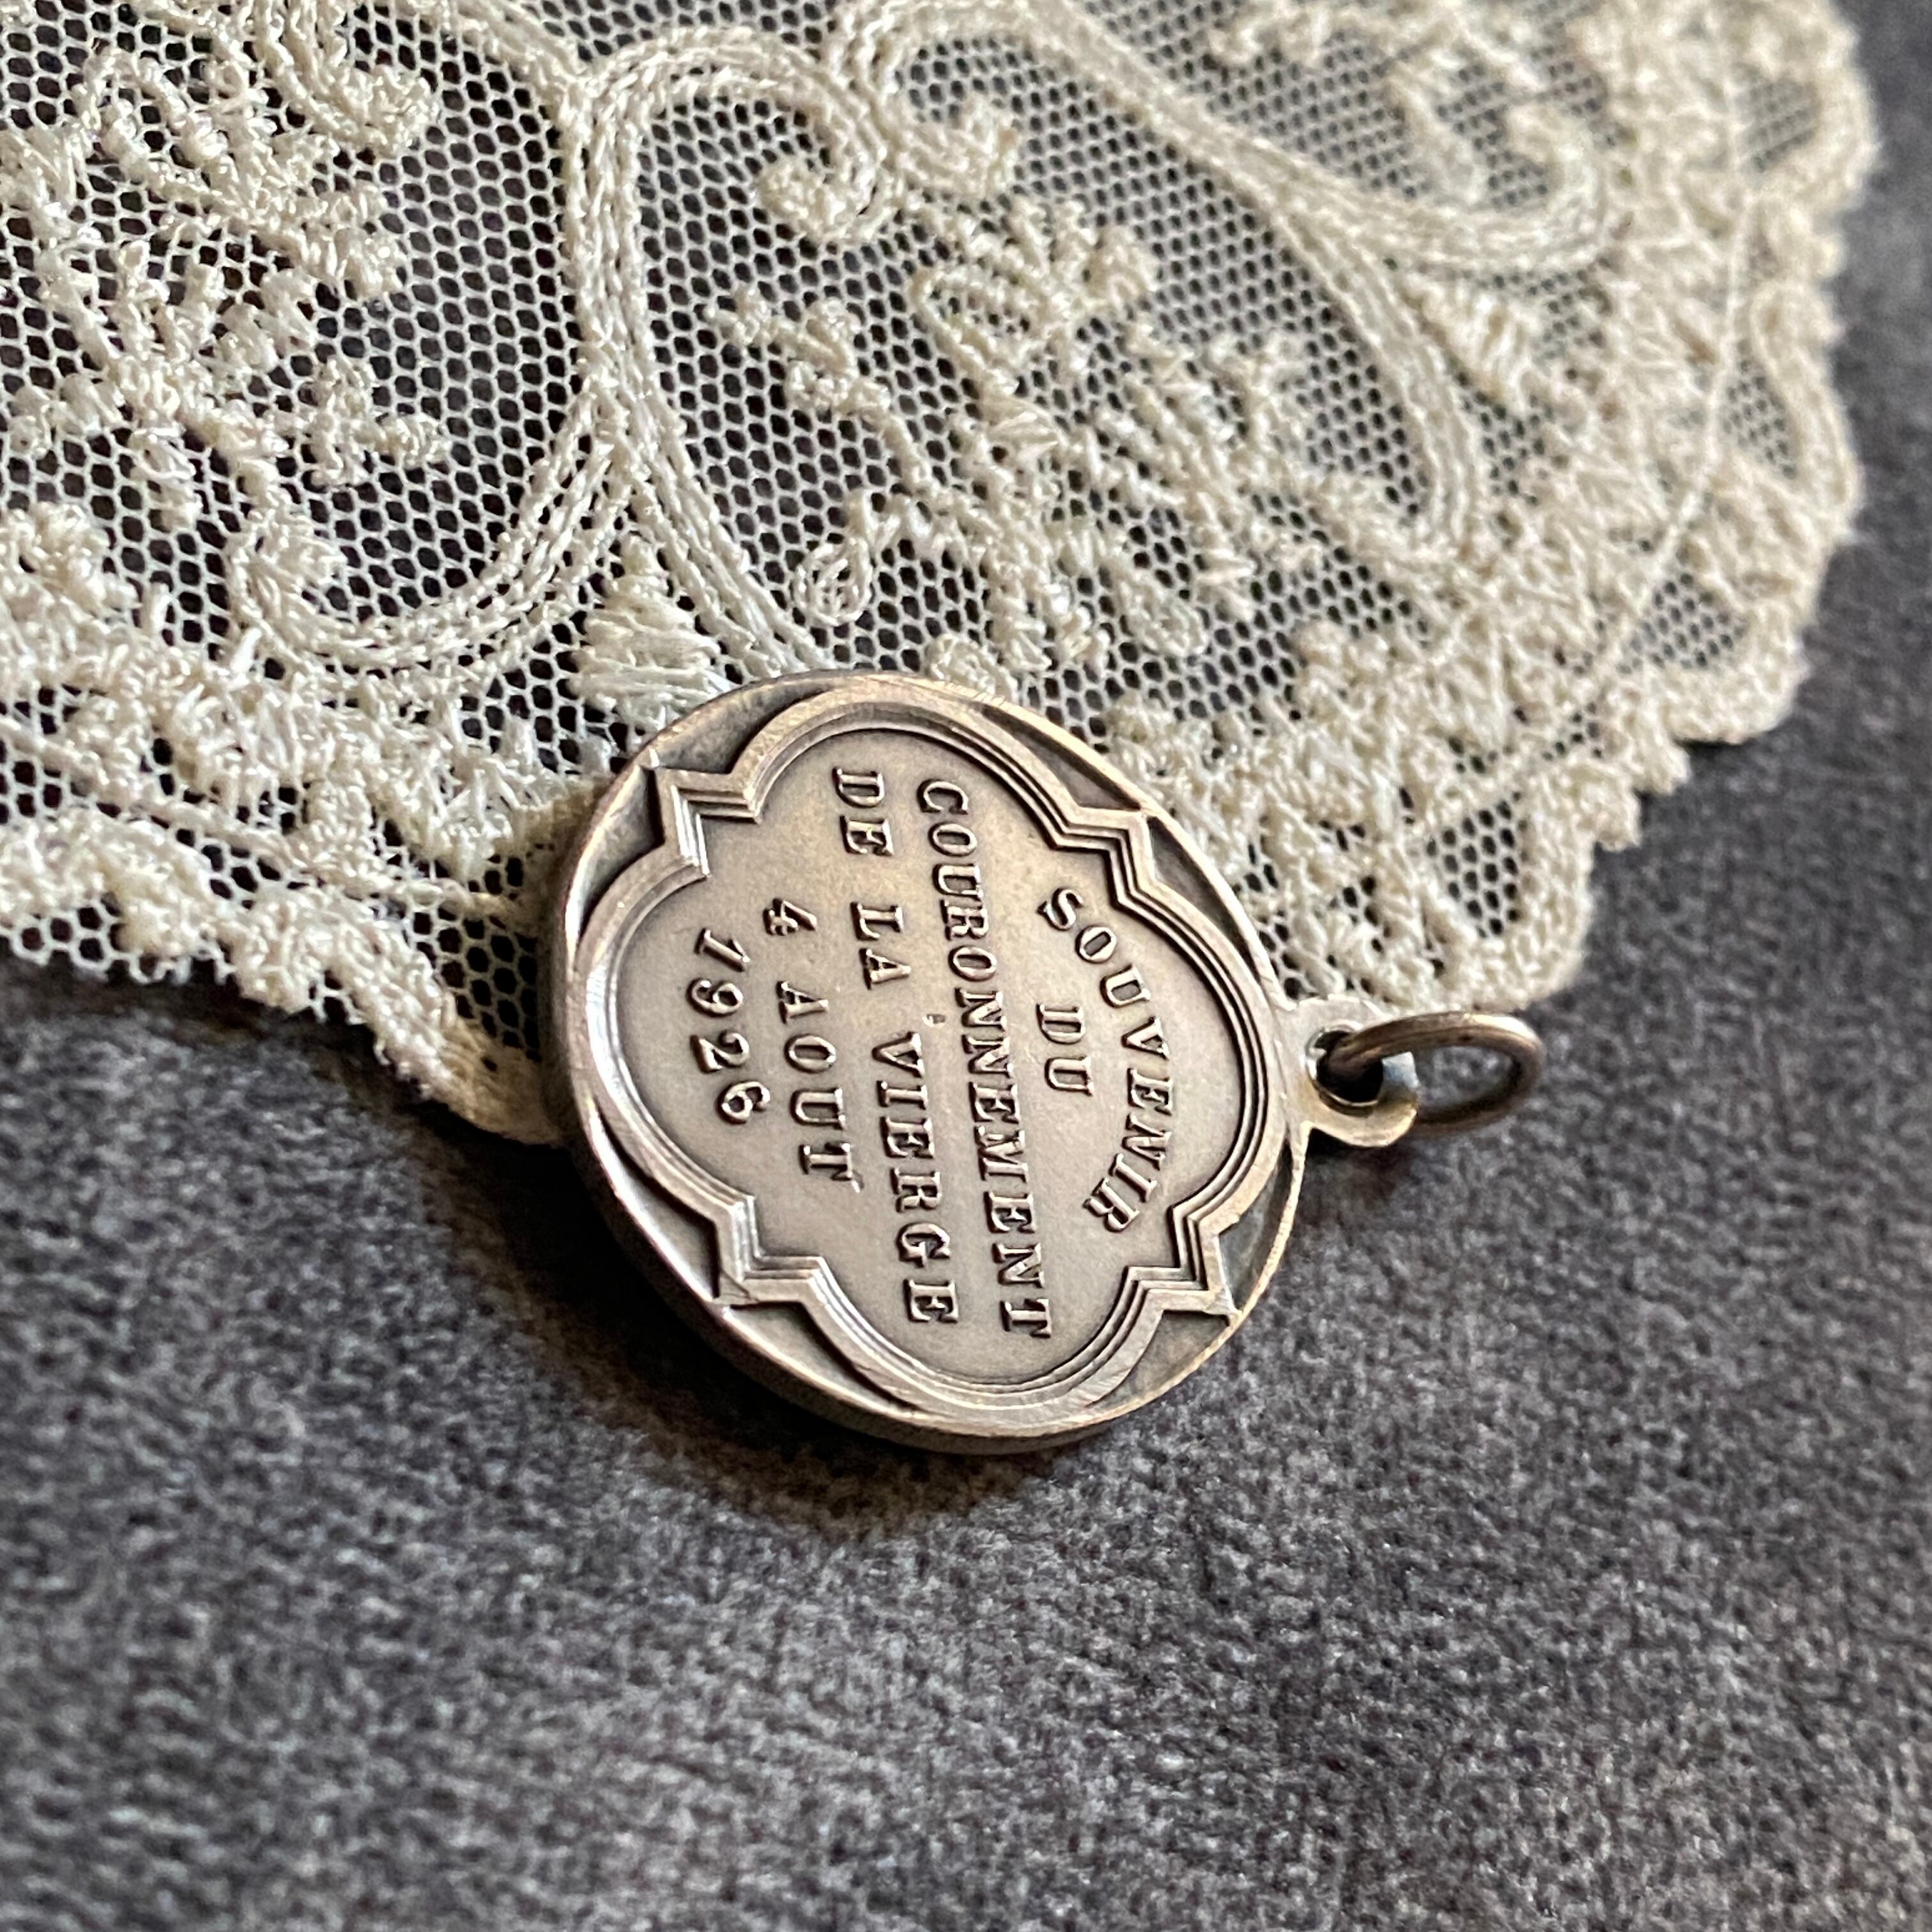 SOUVENIR
DU
COURONNEMENT
DE LA VIERGE
4 AOUT
1926